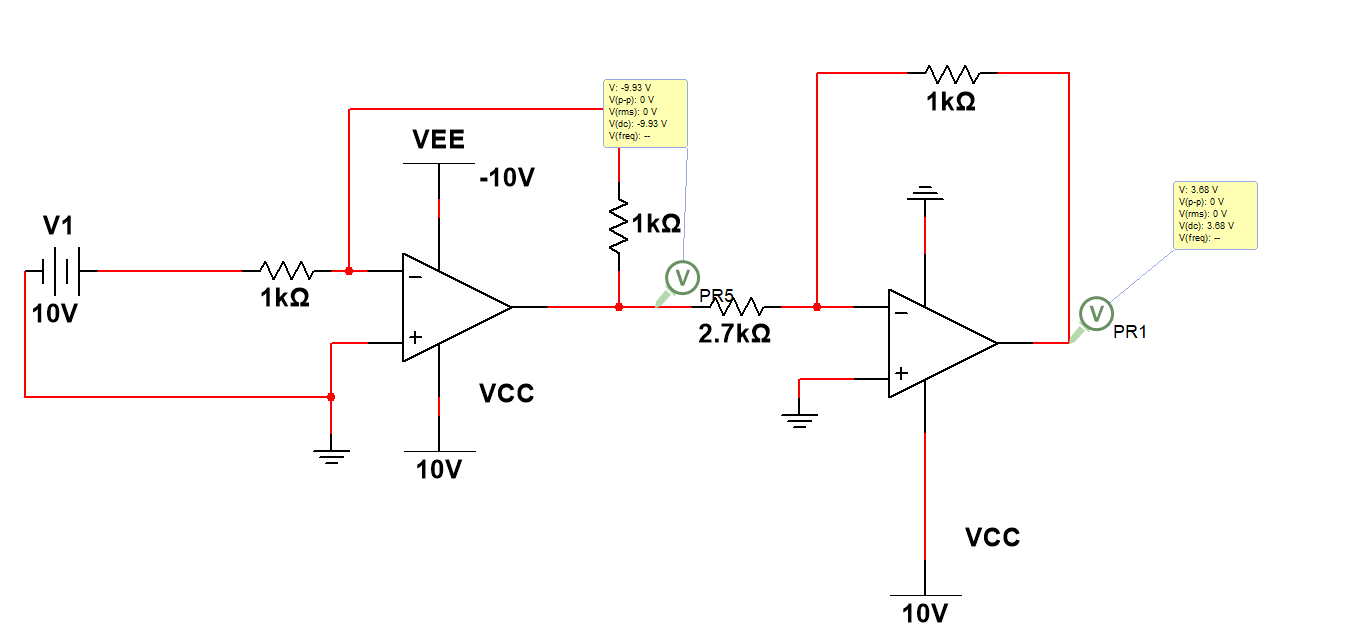 V: -9.93 V
V(p-p): 0 V
V(rms): 0 V
V(dc): -9.93 V
V(freq): --
1kΩ
VEE
-10V
V: 3.68 V
V(p-p): 0 V
V(rms): 0 V
V(dc): 3.68 V
V(freq): --
V1
10V
1kΩ
1kΩ
V
PR5
2.7kΩ
V
PR1
−
+
−
+
VCC
10V
VCC
10V